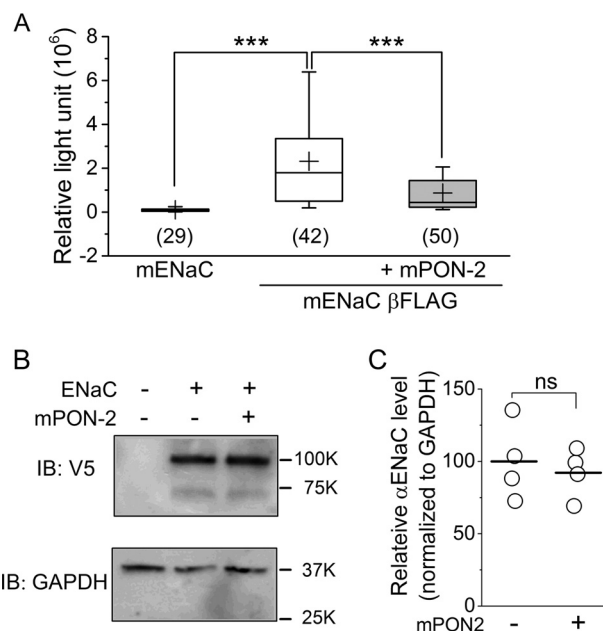 A
Relative light unit (10⁶)
8
6
4
2
0
-2
***
***
(29)
(42)
(50)
mENaC
+ mPON-2
mENaC βFLAG
B
ENaC - + +
mPON-2 - - +
IB: V5
100K
75K
IB: GAPDH
37K
25K
C
Relateive αENaC level
(normalized to GAPDH)
150
100
50
0
ns
mPON2 - +